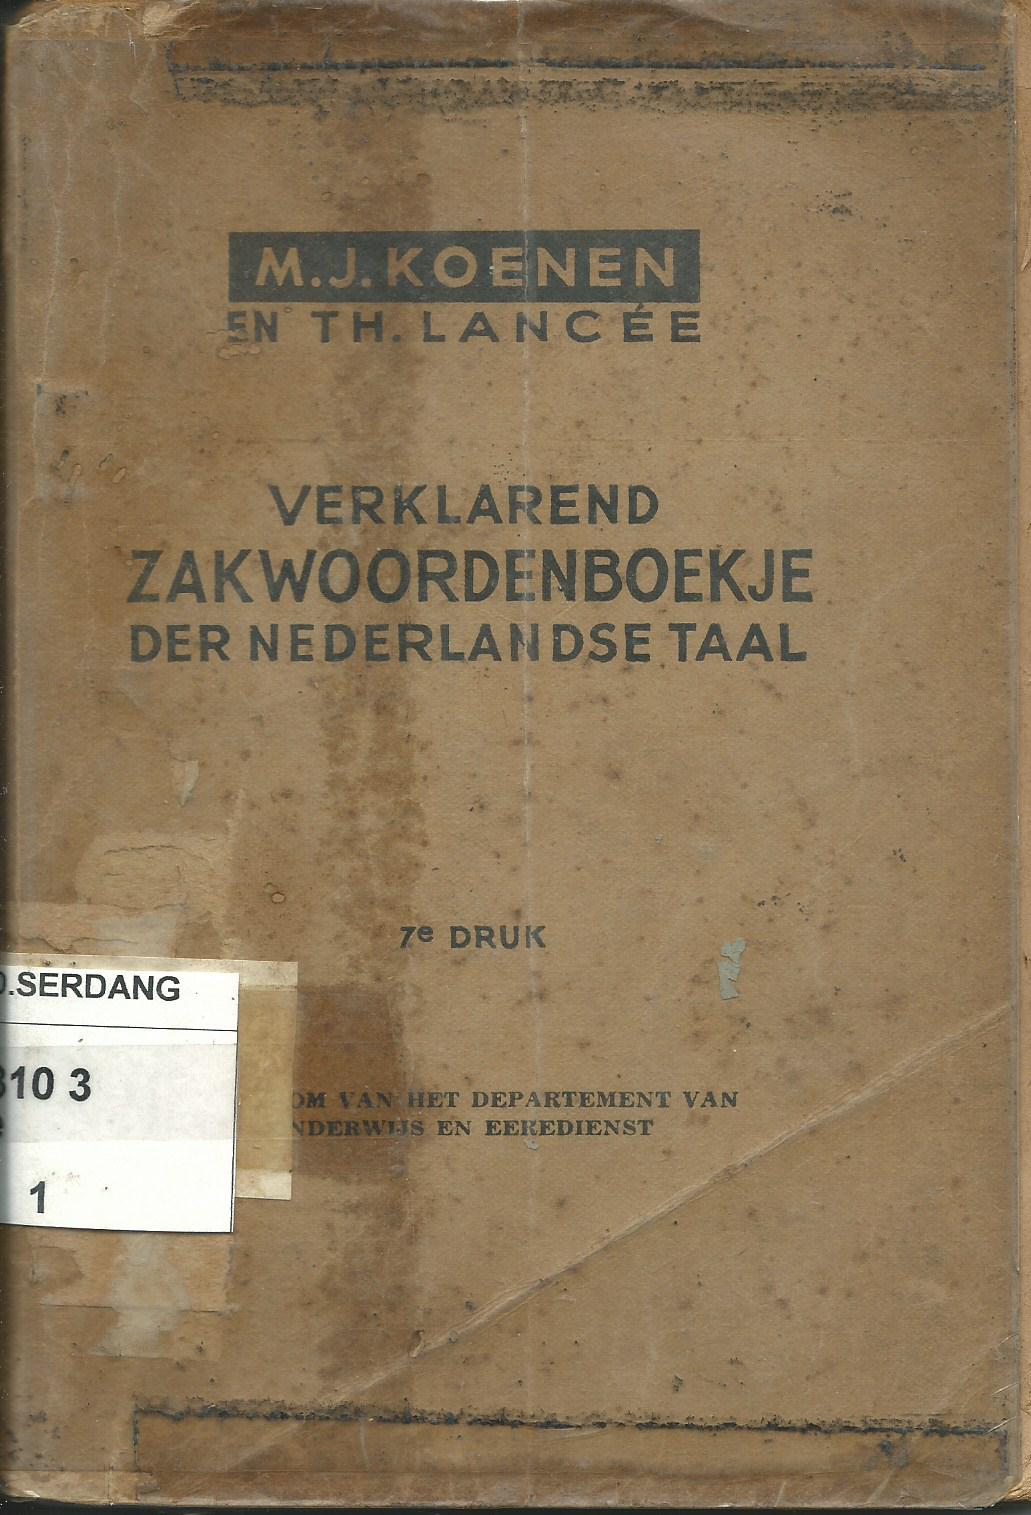 M.J. KOENEN
EN TH. LANCÉE
VERKLAREND
ZAKWOORDENBOEKJE
DER NEDERLANDSE TAAL
7e DRUK
.SERDANG
10 3
1
VAN HET DEPARTEMENT VAN
EN EEREDIENST